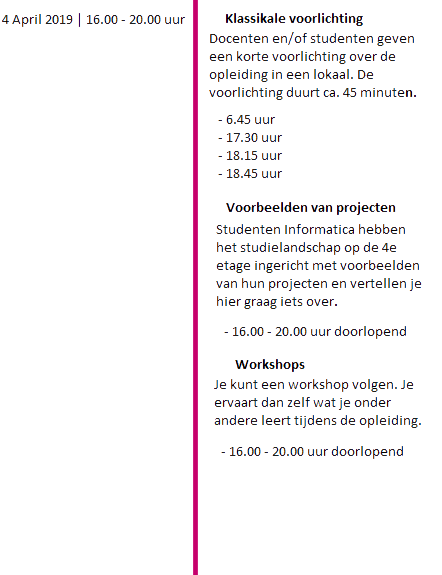 4 April 2019 | 16.00 - 20.00 uur
Klassikale voorlichting
Docenten en/of studenten geven
een korte voorlichting over de
opleiding in een lokaal. De
voorlichting duurt ca. 45 minuten.
- 6.45 uur
- 17.30 uur
- 18.15 uur
- 18.45 uur
Voorbeelden van projecten
Studenten Informatica hebben
het studielandschap op de 4e
etage ingericht met voorbeelden
van hun projecten en vertellen je
hier graag iets over.
- 16.00 - 20.00 uur doorlopend
Workshops
Je kunt een workshop volgen. Je
ervaart dan zelf wat je onder
andere leert tijdens de opleiding.
- 16.00 - 20.00 uur doorlopend